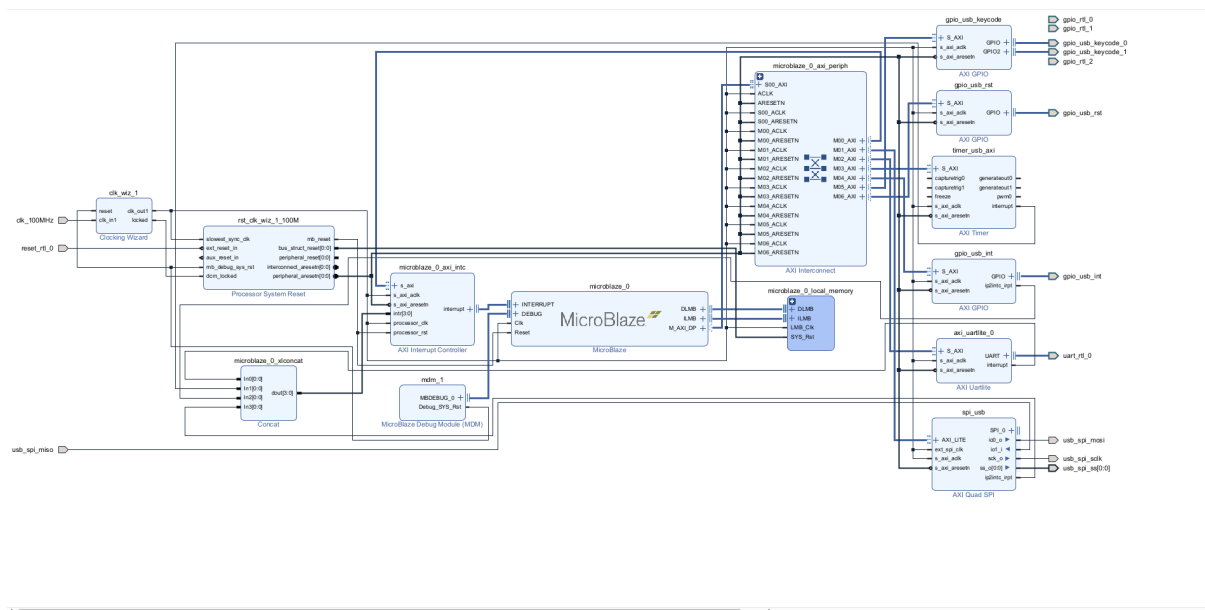 gpio_usb_keycode
+ S_AXI
s_axi_aclk
s_axi_aresetn
GPIO +
GPIO2 +
AXI GPIO
gpio_rtl_0
gpio_rtl_1
gpio_usb_keycode_0
gpio_usb_keycode_1
gpio_rtl_2
gpio_usb_rst
+ S_AXI
s_axi_aclk
s_axi_aresetn
GPIO +
AXI GPIO
gpio_usb_rst
timer_usb_axi
+ S_AXI
capturetrig0
capturetrig1
freeze
s_axi_aclk
s_axi_aresetn
generateout0
generateout1
pwm0
interrupt
AXI Timer
gpio_usb_int
+ S_AXI
s_axi_aclk
s_axi_aresetn
GPIO +
ip2intc_irpt
AXI GPIO
gpio_usb_int
axi_uartlite_0
+ S_AXI
s_axi_aclk
s_axi_aresetn
UART +
interrupt
AXI Uartlite
uart_rtl_0
spi_usb
+ AXI_LITE
ext_spi_clk
s_axi_aclk
s_axi_aresetn
SPI_0 +
io0_o
io1_i
sck_o
ss_o[0:0]
ip2intc_irpt
AXI Quad SPI
usb_spi_mosi
usb_spi_sclk
usb_spi_ss[0:0]
microblaze_0_axi_periph
+ S00_AXI
ACLK
ARESETN
S00_ACLK
S00_ARESETN
M00_ACLK
M00_ARESETN
M01_ACLK
M01_ARESETN
M02_ACLK
M02_ARESETN
M03_ACLK
M03_ARESETN
M04_ACLK
M04_ARESETN
M05_ACLK
M05_ARESETN
M06_ACLK
M06_ARESETN
M00_AXI +
M01_AXI +
M02_AXI +
M03_AXI +
M04_AXI +
M05_AXI +
M06_AXI +
AXI Interconnect
clk_wiz_1
reset
clk_in1
clk_out1
locked
Clocking Wizard
clk_100MHz
reset_rtl_0
rst_clk_wiz_1_100M
slowest_sync_clk
ext_reset_in
aux_reset_in
mb_debug_sys_rst
dcm_locked
mb_reset
bus_struct_reset[0:0]
peripheral_reset[0:0]
interconnect_aresetn[0:0]
peripheral_aresetn[0:0]
Processor System Reset
microblaze_0_axi_intc
+ s_axi
s_axi_aclk
s_axi_aresetn
intr[3:0]
processor_clk
processor_rst
interrupt +
AXI Interrupt Controller
microblaze_0
+ INTERRUPT
+ DEBUG
Clk
Reset
MicroBlaze
DLMB +
ILMB +
M_AXI_DP +
MicroBlaze
microblaze_0_local_memory
+ DLMB
+ ILMB
LMB_Clk
SYS_Rst
microblaze_0_xlconcat
In0[0:0]
In1[0:0]
In2[0:0]
In3[0:0]
dout[3:0]
Concat
mdm_1
MBDEBUG_0 +
Debug_SYS_Rst
MicroBlaze Debug Module (MDM)
usb_spi_miso